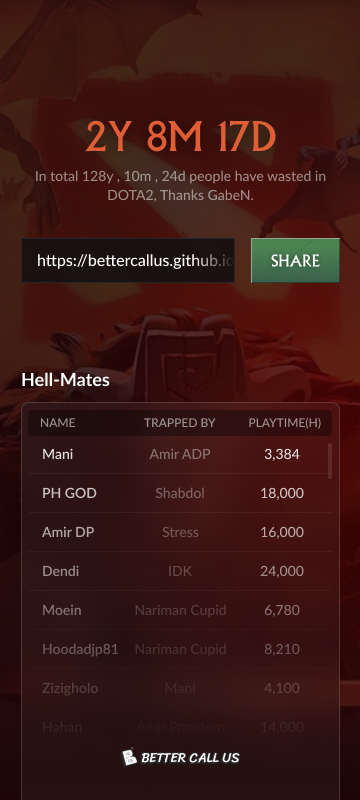 2Y 8M 17D
In total 128y , 10m , 24d people have wasted in
DOTA2, Thanks GabeN.
https://bettercallus.github.io
SHARE
Hell-Mates
NAME TRAPPED BY PLAYTIME(H)
Mani Amir ADP 3,384
PH GOD Shabdol 18,000
Amir DP Stress 16,000
Dendi IDK 24,000
Moein Nariman Cupid 6,780
Hoodadjp81 Nariman Cupid 8,210
Zizigholo Mani 4,100
Hahan Amir Phantom 14,000
BETTER CALL US